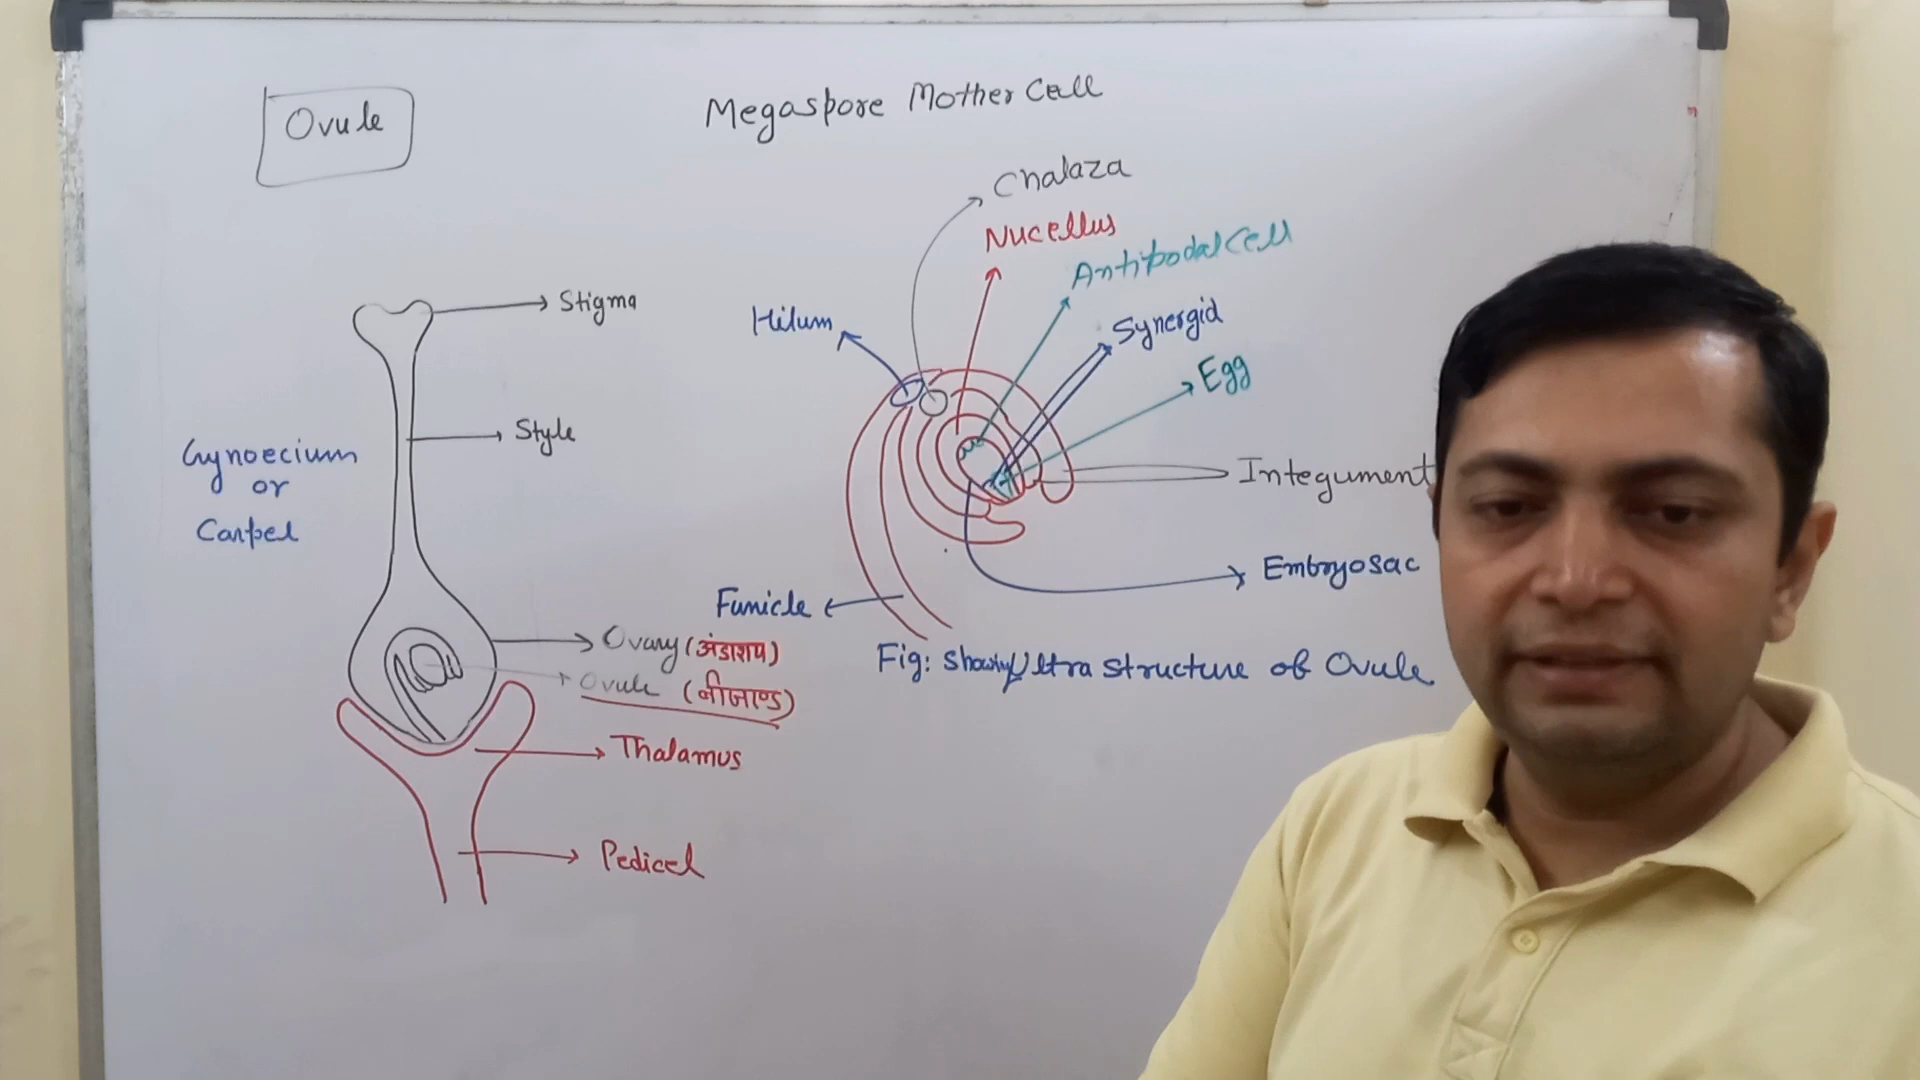 Ovule
Megaspore Mother Cell
Chalaza
Nucellus
Antipodal Cell
Hilum
Synergid
Stigma
Egg
Style
Gynoecium
or
Carpel
Integument
Embryosac
Funicle
Ovary (अंडाशय)
Ovule (बीजाण्ड)
Fig: Showing Ultra Structure of Ovule
Thalamus
Pedicel